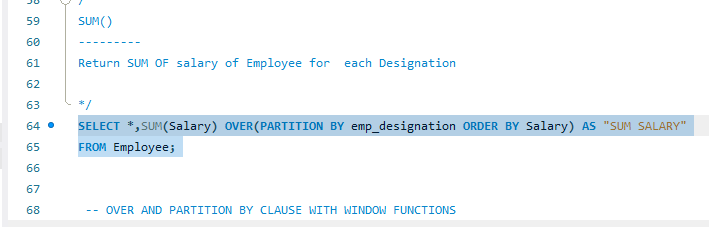 58 /
59 SUM()
60 ---------
61 Return SUM OF salary of Employee for  each Designation
62
63 */
64 SELECT *,SUM(Salary) OVER(PARTITION BY emp_designation ORDER BY Salary) AS "SUM SALARY"
65 FROM Employee;
66
67
68 -- OVER AND PARTITION BY CLAUSE WITH WINDOW FUNCTIONS